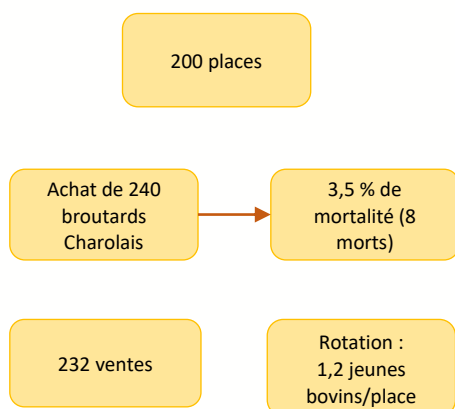 200 places
Achat de 240
broutards
Charolais
3,5 % de
mortalité (8
morts)
232 ventes
Rotation :
1,2 jeunes
bovins/place